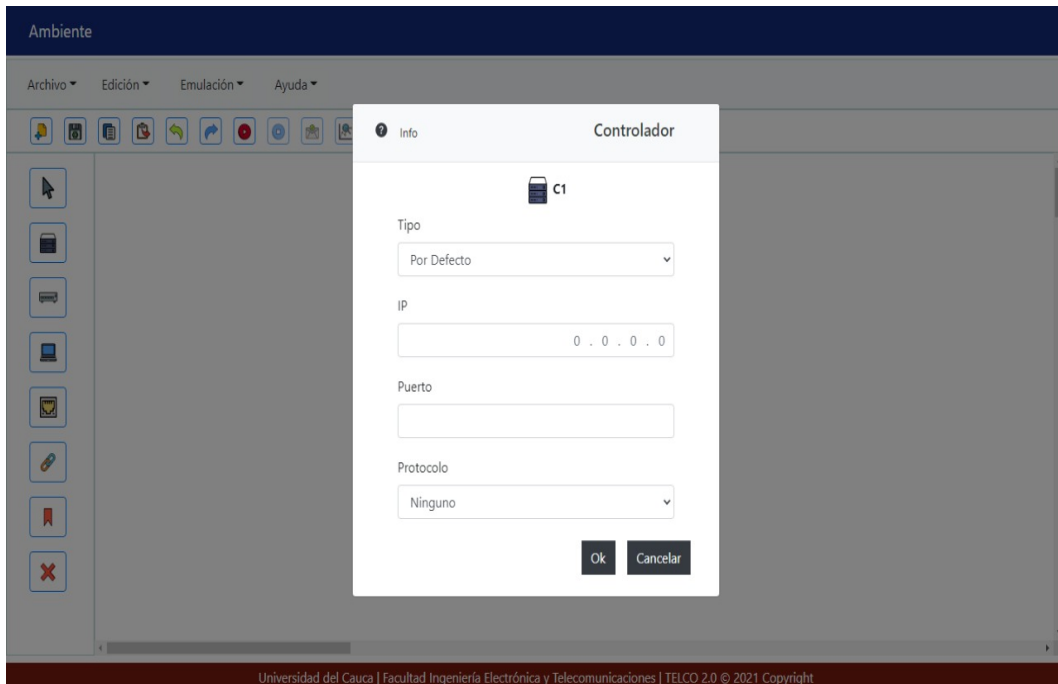 Ambiente
Archivo Edición Emulación Ayuda
Info Controlador
C1
Tipo
Por Defecto
IP
0 . 0 . 0 . 0
Puerto
Protocolo
Ninguno
Ok Cancelar
Universidad del Cauca | Facultad Ingeniería Electrónica y Telecomunicaciones | TELCO 2.0 © 2021 Copyright